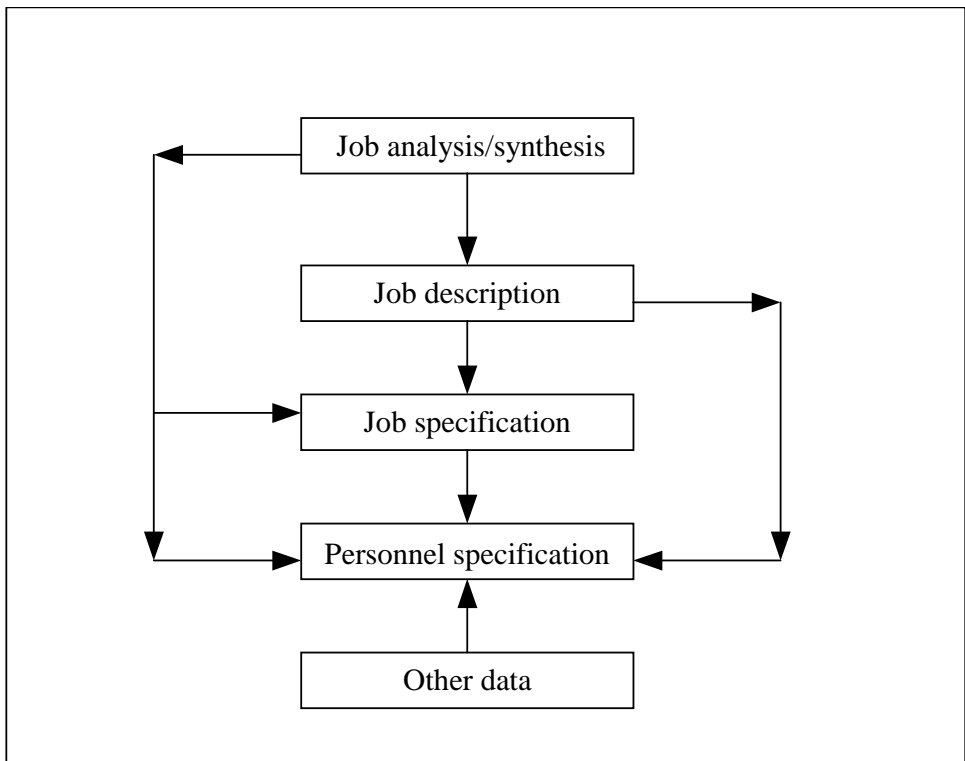 Job analysis/synthesis
Job description
Job specification
Personnel specification
Other data